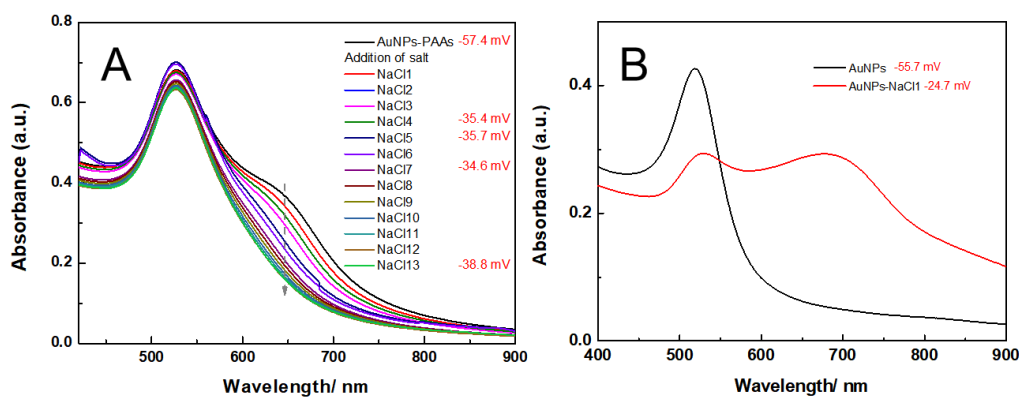 A
0.8
0.6
0.4
0.2
0.0
500
600
700
800
900
Absorbance (a.u.)
Wavelength/ nm
AuNPs-PAAs -57.4 mV
Addition of salt
NaCl1
NaCl2
NaCl3
NaCl4 -35.4 mV
NaCl5 -35.7 mV
NaCl6
NaCl7 -34.6 mV
NaCl8
NaCl9
NaCl10
NaCl11
NaCl12
NaCl13 -38.8 mV
B
0.4
0.2
0.0
400
500
600
700
800
900
Absorbance (a.u.)
Wavelength/ nm
AuNPs -55.7 mV
AuNPs-NaCl1 -24.7 mV